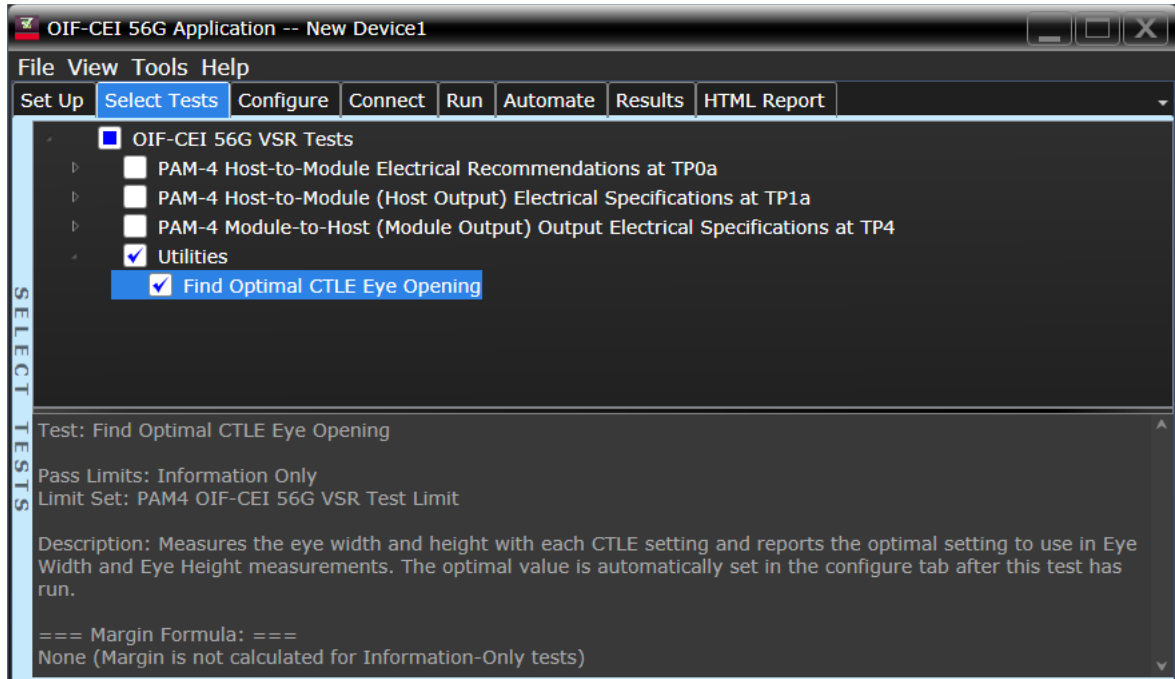 OIF-CEI 56G Application -- New Device1
File View Tools Help
Set Up Select Tests Configure Connect Run Automate Results HTML Report
OIF-CEI 56G VSR Tests
PAM-4 Host-to-Module Electrical Recommendations at TP0a
PAM-4 Host-to-Module (Host Output) Electrical Specifications at TP1a
PAM-4 Module-to-Host (Module Output) Output Electrical Specifications at TP4
Utilities
Find Optimal CTLE Eye Opening
SELECT TESTS
Test: Find Optimal CTLE Eye Opening
Pass Limits: Information Only
Limit Set: PAM4 OIF-CEI 56G VSR Test Limit
Description: Measures the eye width and height with each CTLE setting and reports the optimal setting to use in Eye
Width and Eye Height measurements. The optimal value is automatically set in the configure tab after this test has
run.
=== Margin Formula: ===
None (Margin is not calculated for Information-Only tests)